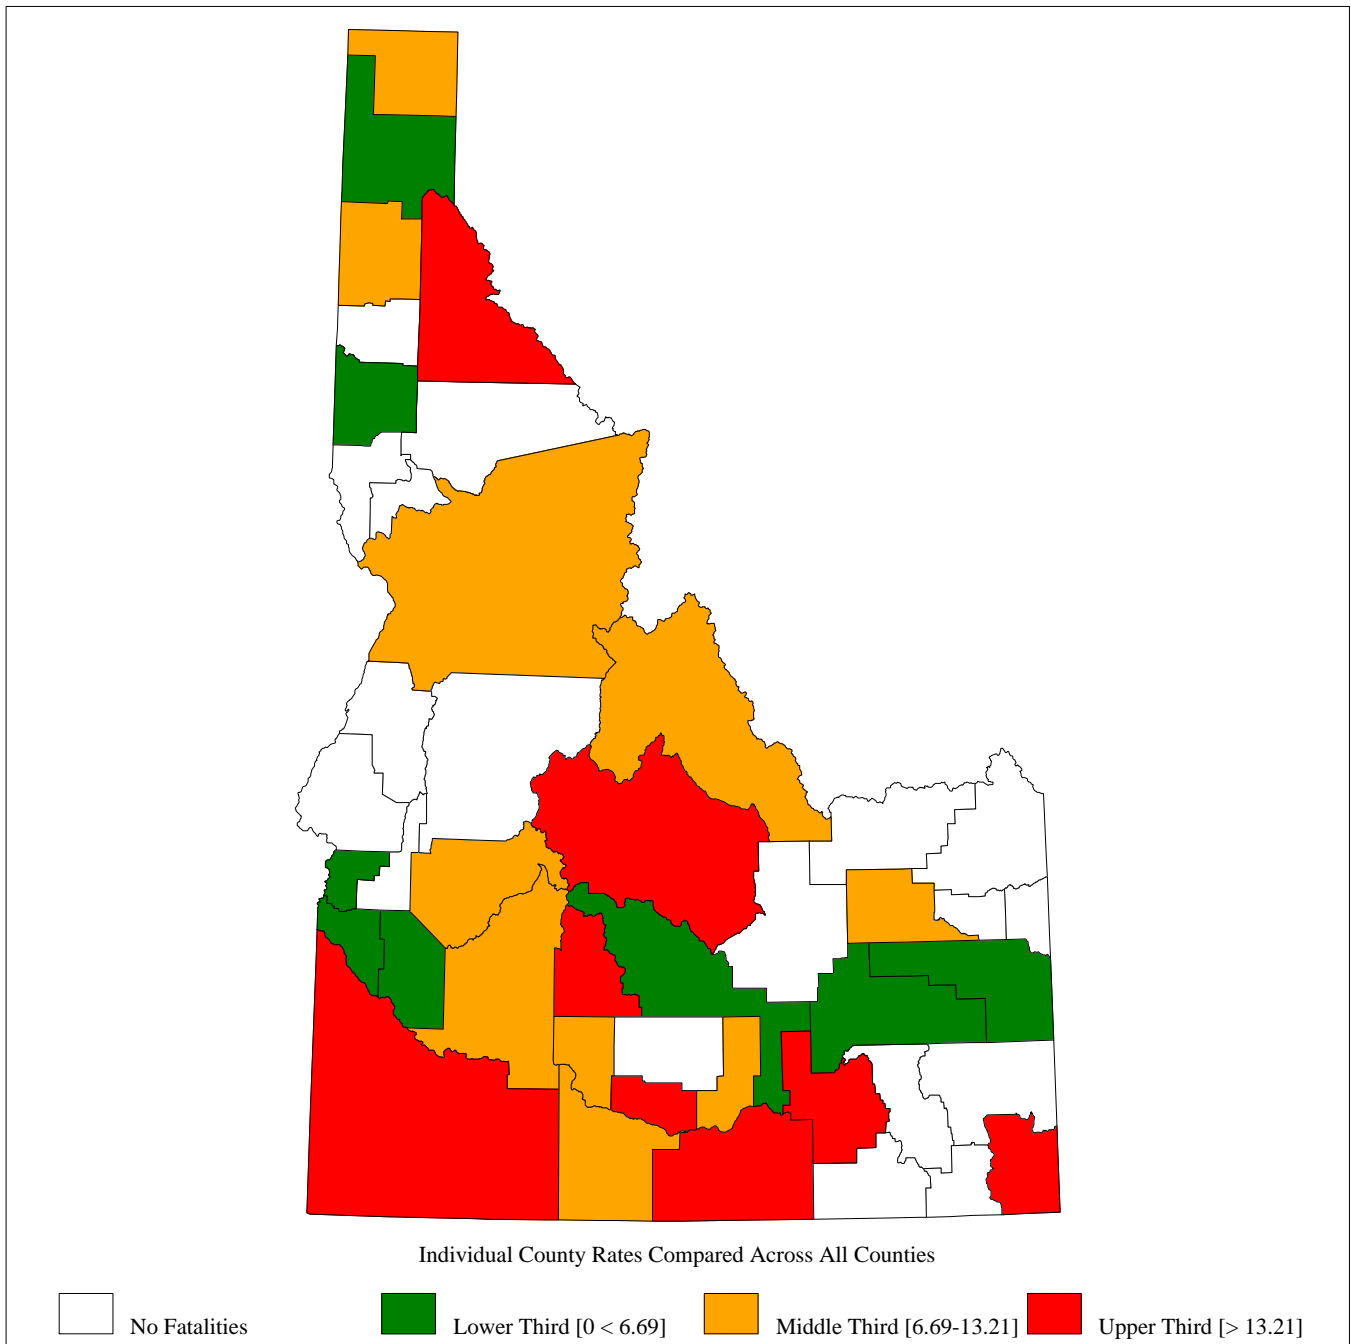 Individual County Rates Compared Across All Counties
No Fatalities
Lower Third [0 < 6.69]
Middle Third [6.69-13.21]
Upper Third [> 13.21]